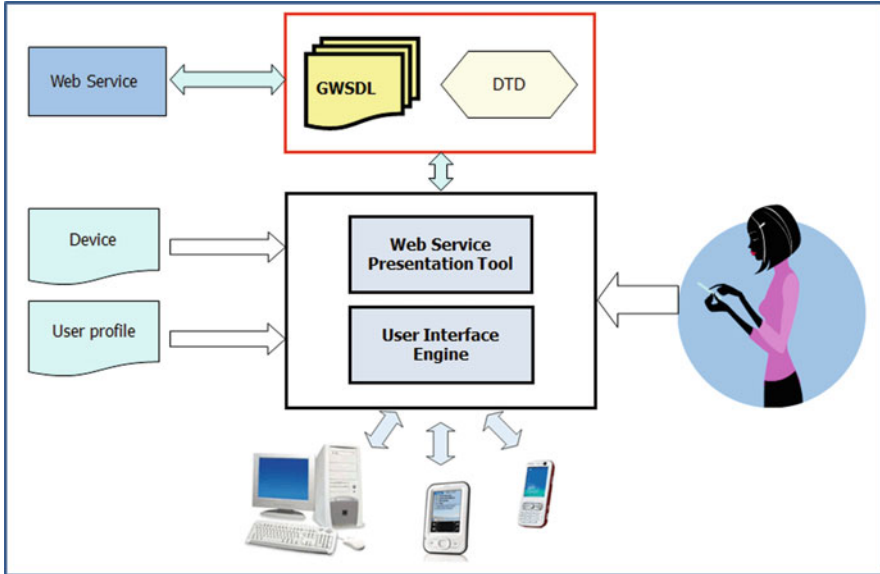 Web Service
GWSDL
DTD
Device
User profile
Web Service
Presentation Tool
User Interface
Engine